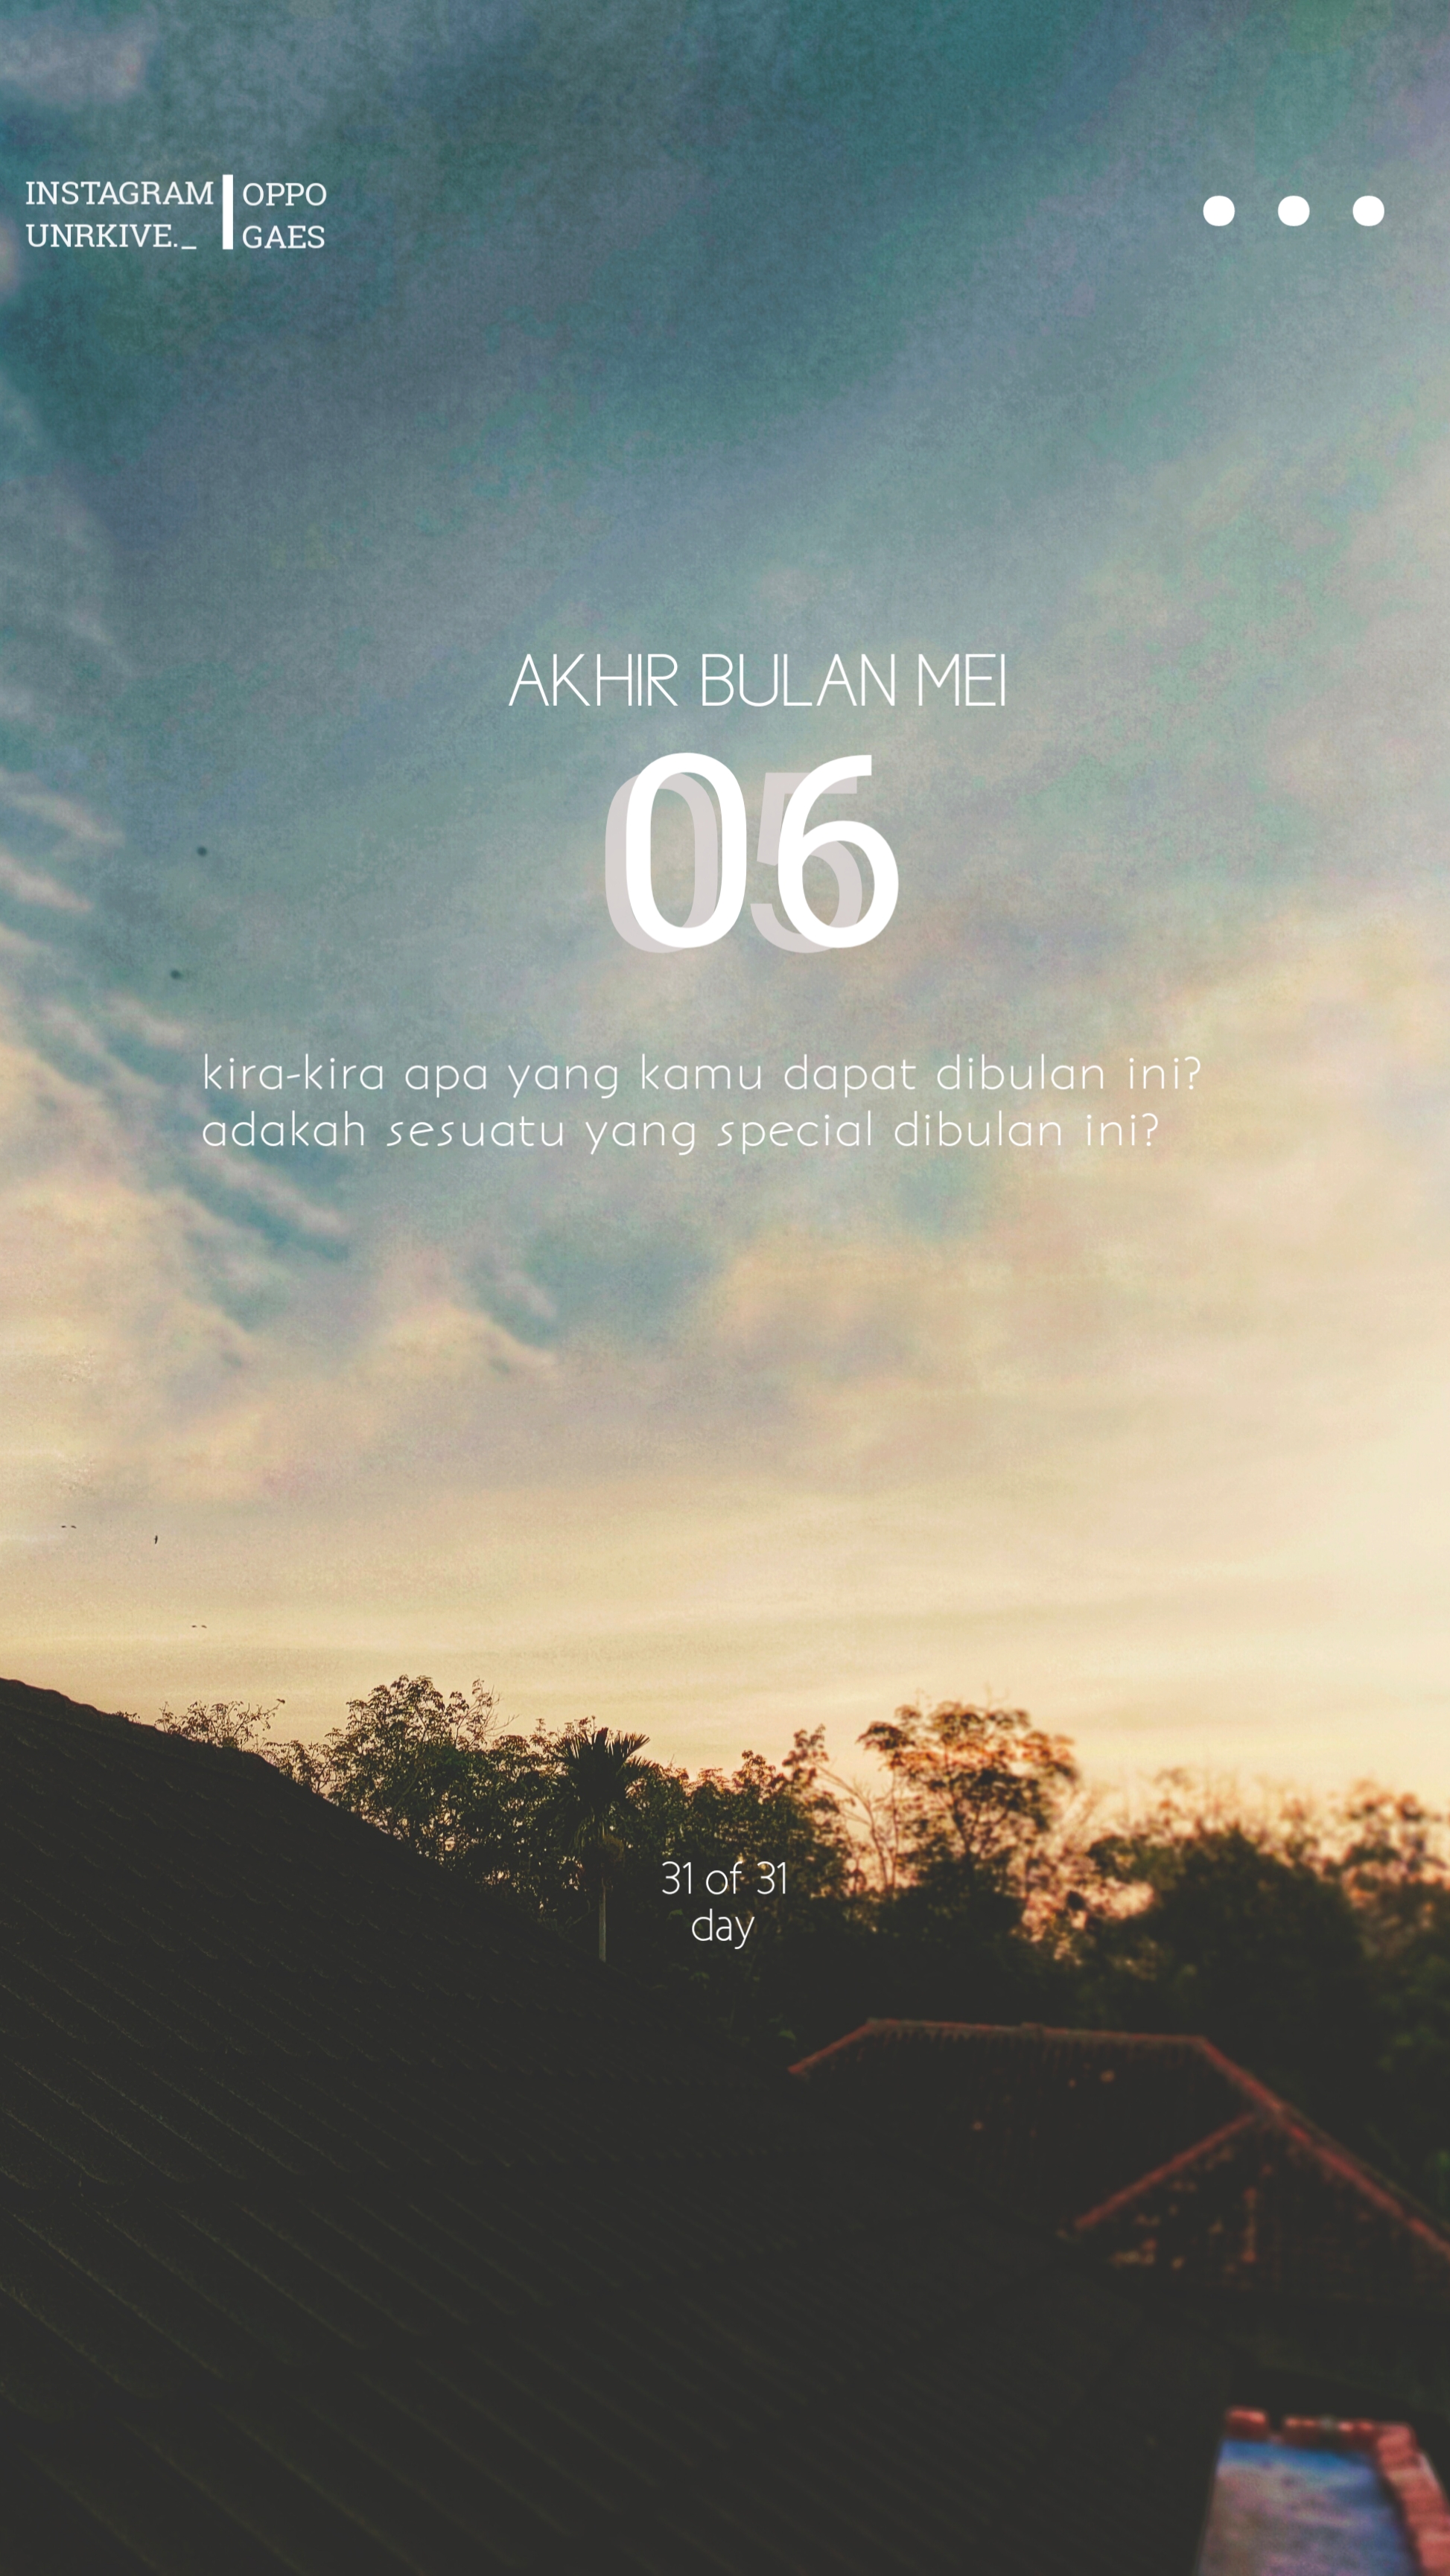 INSTAGRAM OPPO
UNRKIVE._ GAES
AKHIR BULAN MEI
05
06
kira-kira apa yang kamu dapat dibulan ini?
adakah sesuatu yang special dibulan ini?
31 of 31
day